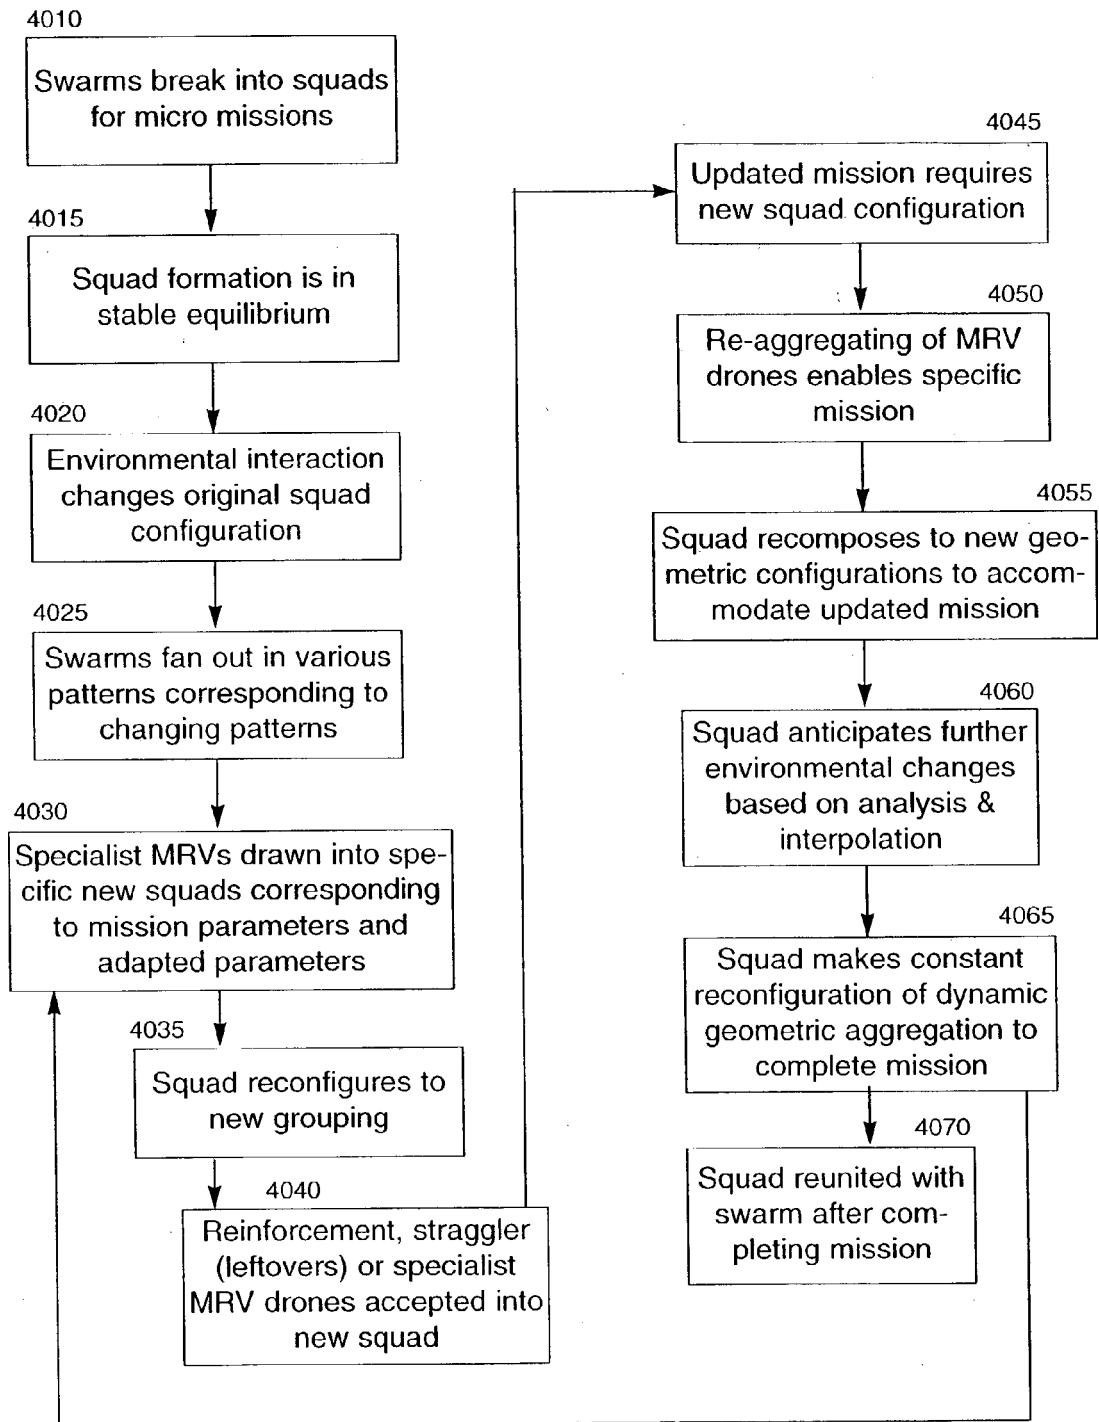 4010
Swarms break into squads
for micro missions
4015
Squad formation is in
stable equilibrium
4020
Environmental interaction
changes original squad
configuration
4025
Swarms fan out in various
patterns corresponding to
changing patterns
4030
Specialist MRVs drawn into spe-
cific new squads corresponding
to mission parameters and
adapted parameters
4035
Squad reconfigures to
new grouping
4040
Reinforcement, straggler
(leftovers) or specialist
MRV drones accepted into
new squad
4045
Updated mission requires
new squad configuration
4050
Re-aggregating of MRV
drones enables specific
mission
4055
Squad recomposes to new geo-
metric configurations to accom-
modate updated mission
4060
Squad anticipates further
environmental changes
based on analysis &
interpolation
4065
Squad makes constant
reconfiguration of dynamic
geometric aggregation to
complete mission
4070
Squad reunited with
swarm after com-
pleting mission